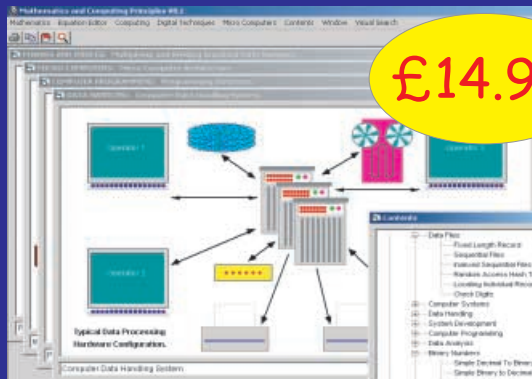 Mathematics and Computing Principles V8.2
Mathematics Equation Editor Computing Digital Techniques Micro Computers Contents Window Visual Search
£14.9
Operator 1
Operator 2
Typical Data Processing
Hardware Configuration.
Computer Data Handling System
Contents
Data Files
Fixed Length Record
Sequential Files
Indexed Sequential Files
Random Access Hash T
Locating Individual Recor
Check Digits
Computer Systems
Data Handling
System Development
Computer Programming
Data Analysis
Binary Numbers
Simple Decimal To Binary
Simple Binary to Decimal